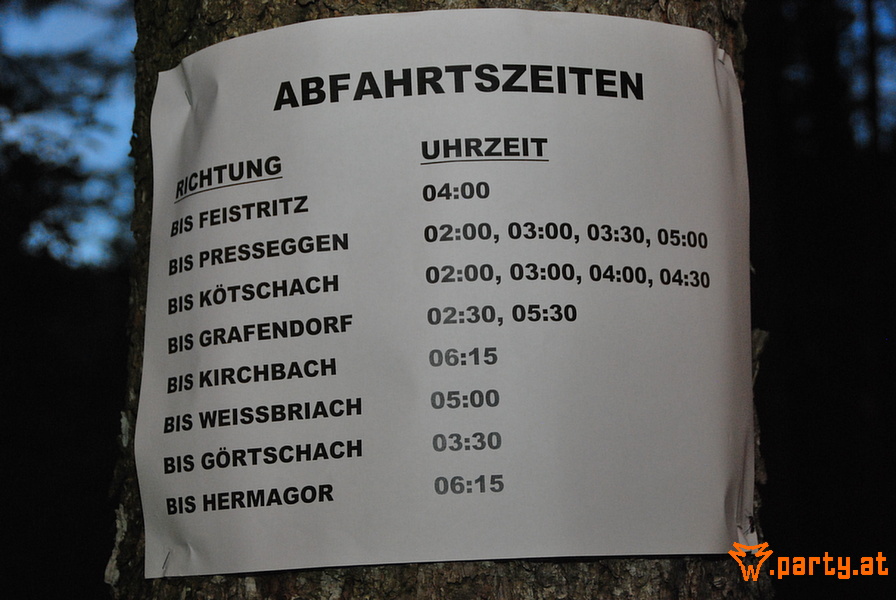 ABFAHRTSZEITEN
RICHTUNG UHRZEIT
BIS FEISTRITZ 04:00
BIS PRESSEGGEN 02:00, 03:00, 03:30, 05:00
BIS KÖTSCHACH 02:00, 03:00, 04:00, 04:30
BIS GRAFENDORF 02:30, 05:30
BIS KIRCHBACH 06:15
BIS WEISSBRIACH 05:00
BIS GÖRTSCHACH 03:30
BIS HERMAGOR 06:15
.party.at